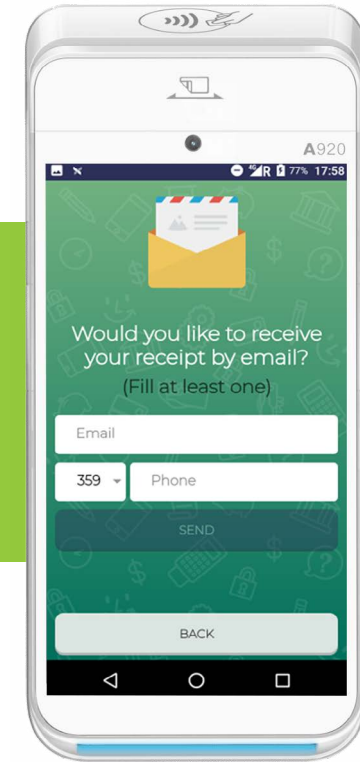 A920
4G R 77% 17:58
Would you like to receive
your receipt by email?
(Fill at least one)
Email
359 Phone
SEND
BACK